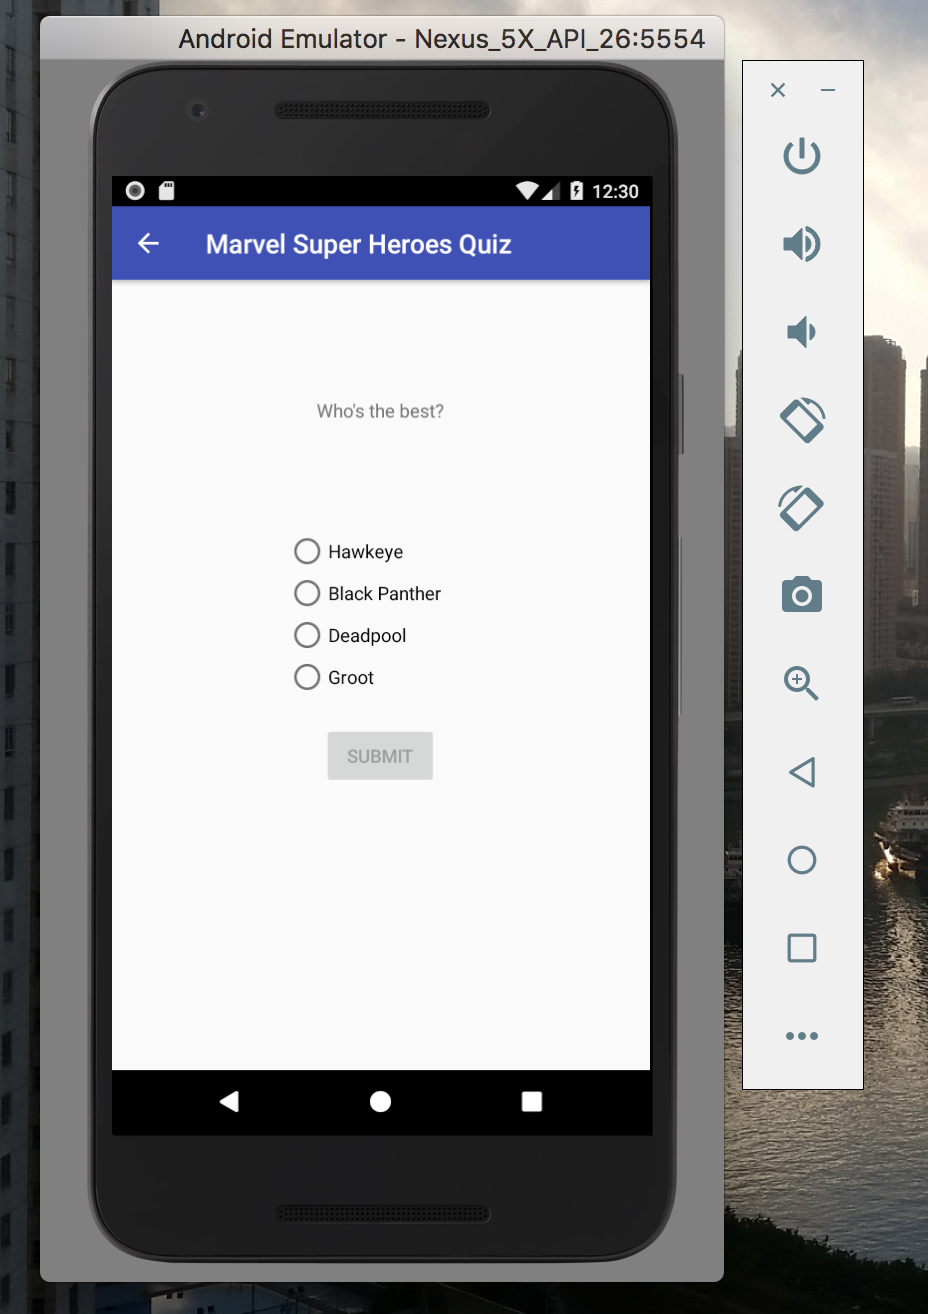 Android Emulator - Nexus_5X_API_26:5554
12:30
Marvel Super Heroes Quiz
Who's the best?
Hawkeye
Black Panther
Deadpool
Groot
SUBMIT